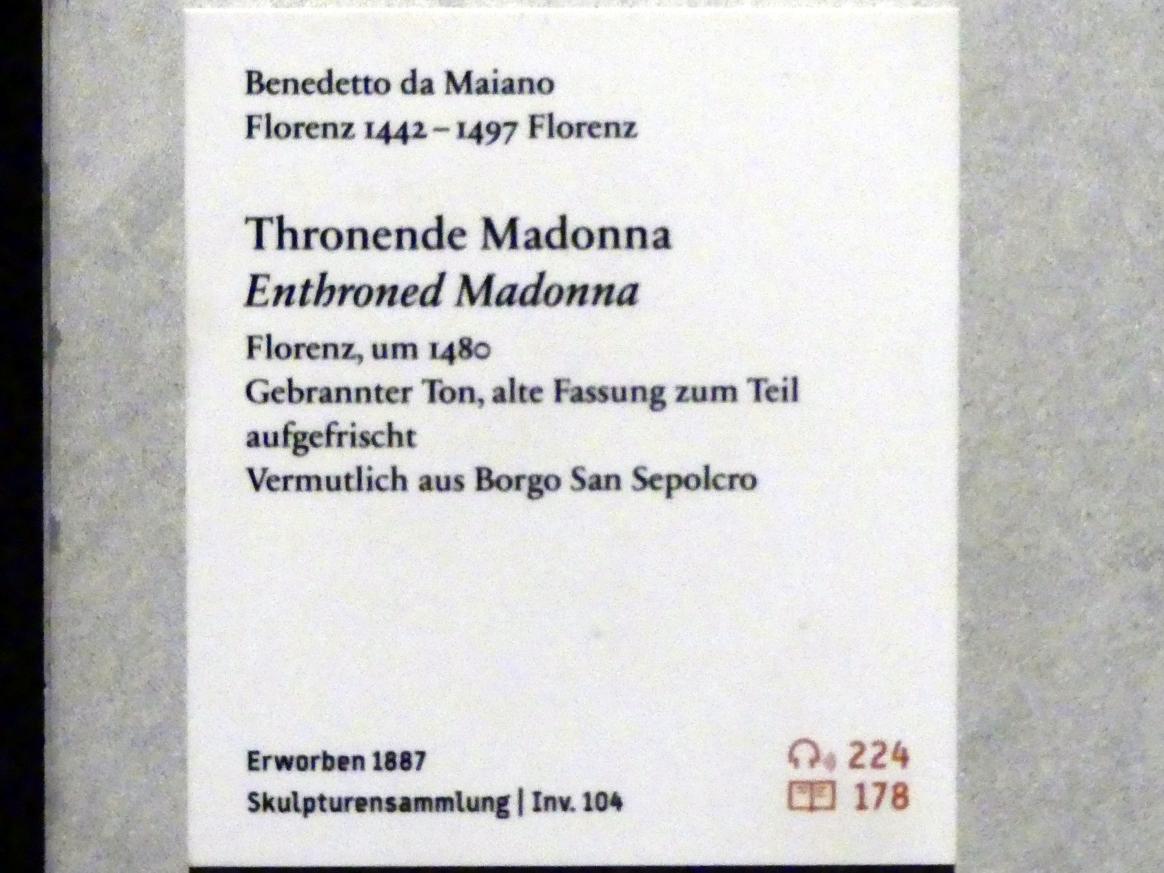 Benedetto da Maiano
Florenz 1442 – 1497 Florenz
Thronende Madonna
Enthroned Madonna
Florenz, um 1480
Gebrannter Ton, alte Fassung zum Teil
aufgefrischt
Vermutlich aus Borgo San Sepolcro
Erworben 1887
Skulpturensammlung | Inv. 104
224
178